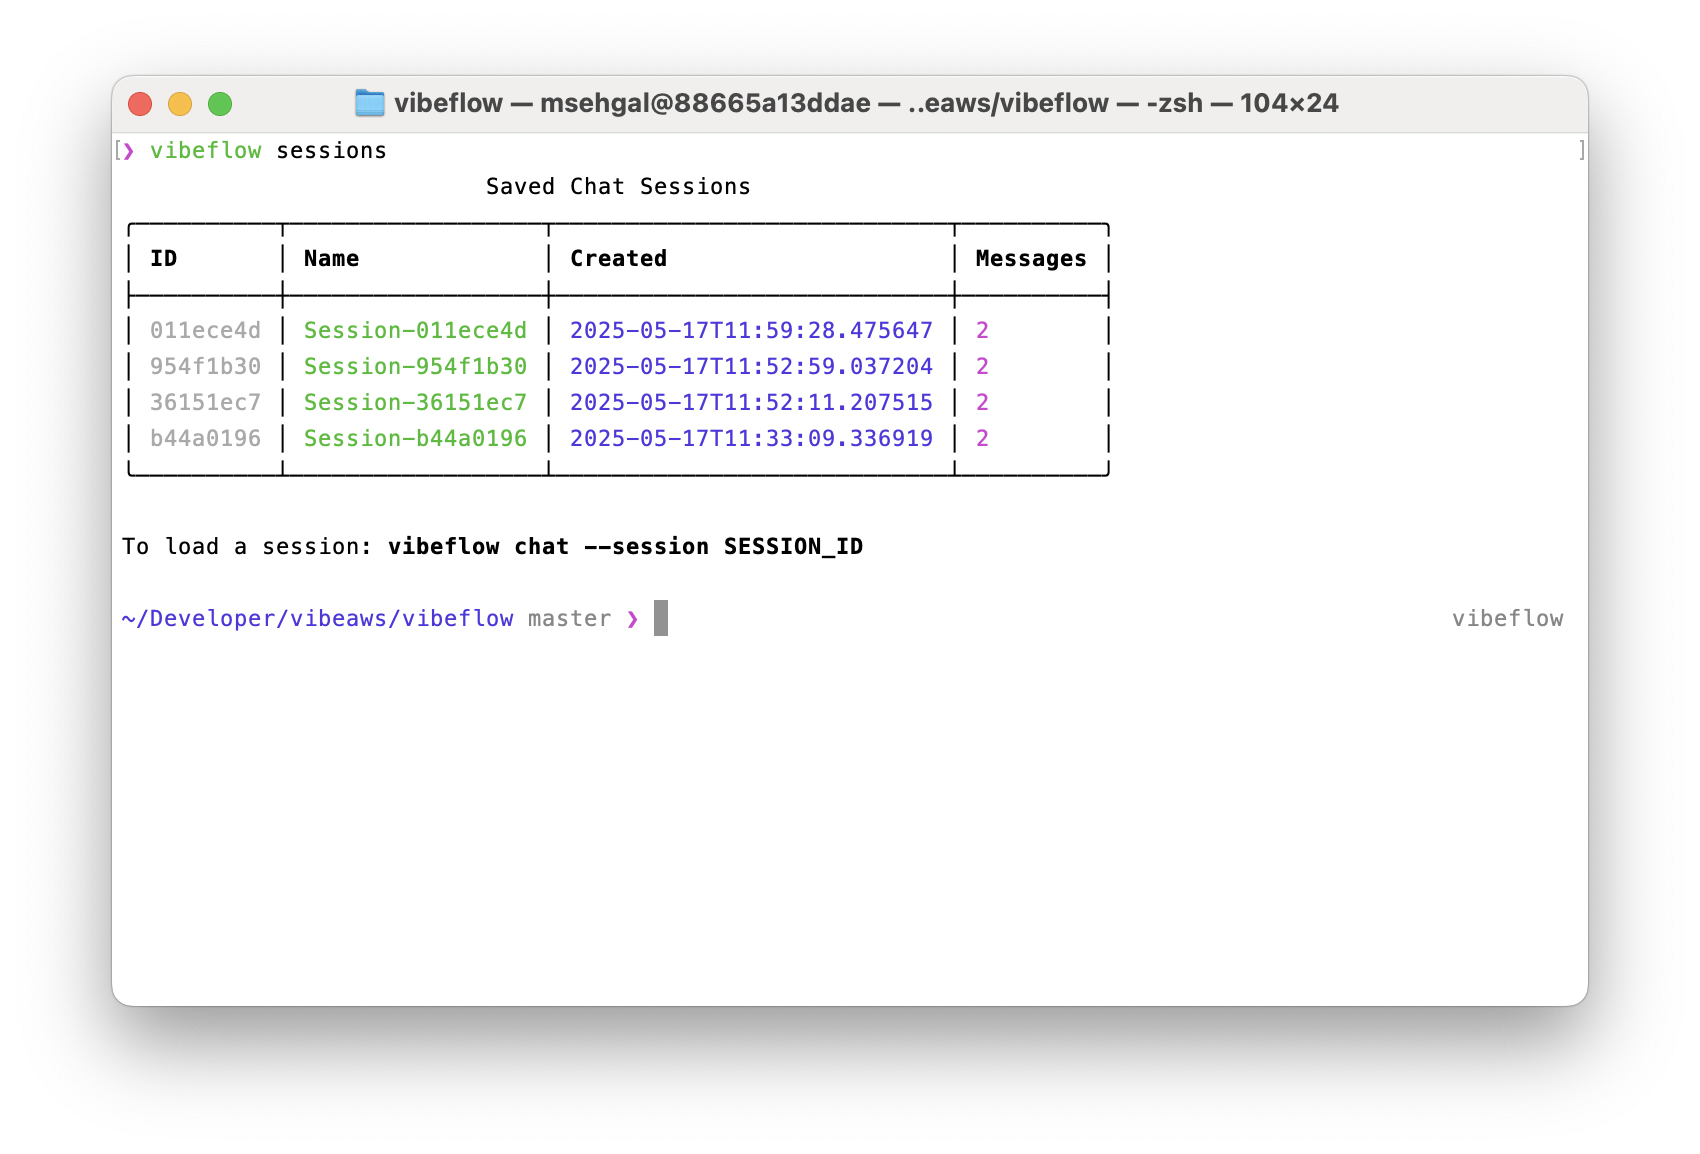 vibeflow — msehgal@88665a13ddae — ..eaws/vibeflow — -zsh — 104×24
[❯ vibeflow sessions ]
Saved Chat Sessions
ID Name Created Messages
011ece4d Session-011ece4d 2025-05-17T11:59:28.475647 2
954f1b30 Session-954f1b30 2025-05-17T11:52:59.037204 2
36151ec7 Session-36151ec7 2025-05-17T11:52:11.207515 2
b44a0196 Session-b44a0196 2025-05-17T11:33:09.336919 2
To load a session: vibeflow chat --session SESSION_ID
~/Developer/vibeaws/vibeflow master ❯ vibeflow